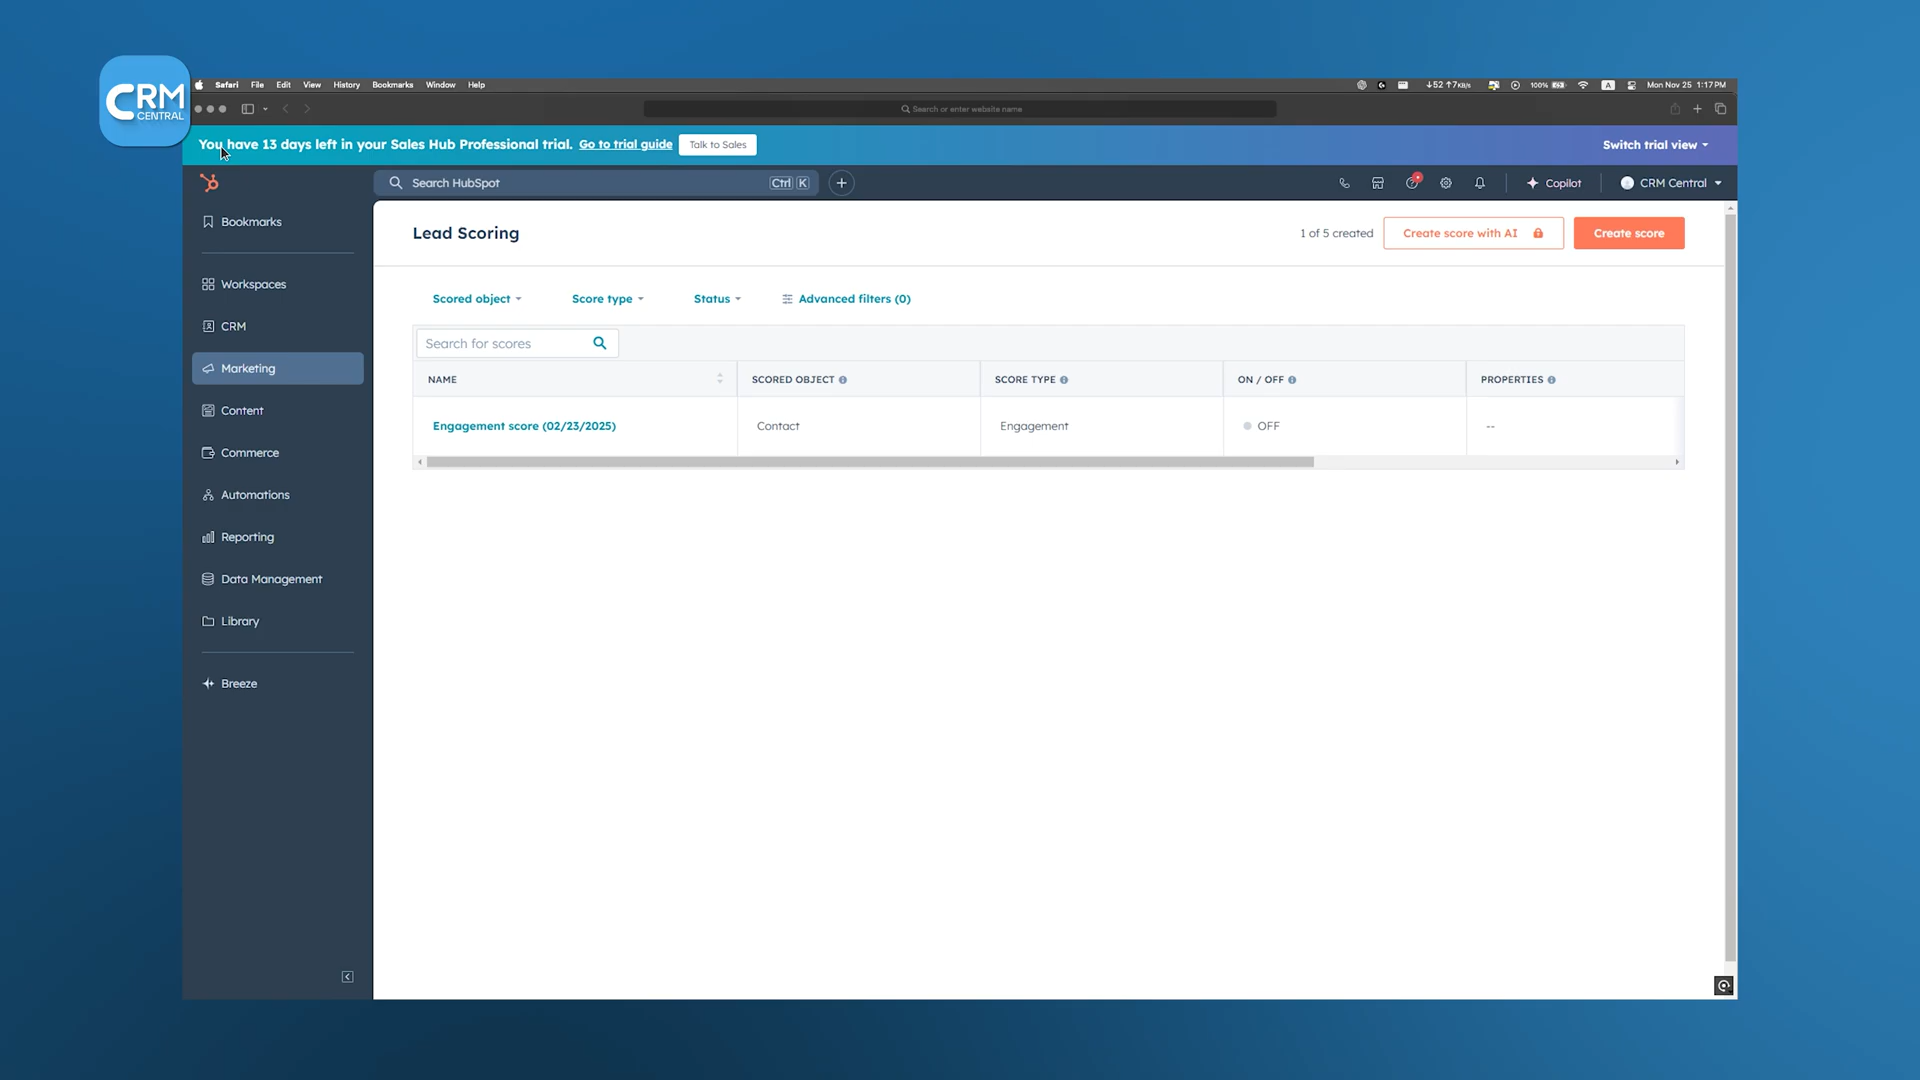 CRM
CENTRAL
Safari File Edit View History Bookmarks Window Help
↓52 ↑7KB/s 100% A Mon Nov 25 1:17 PM
Search or enter website name
You have 13 days left in your Sales Hub Professional trial. Go to trial guide Talk to Sales
Switch trial view
Search HubSpot Ctrl K
Copilot
CRM Central
Bookmarks
Workspaces
CRM
Marketing
Content
Commerce
Automations
Reporting
Data Management
Library
Breeze
Lead Scoring
1 of 5 created
Create score with AI
Create score
Scored object Score type Status Advanced filters (0)
Search for scores
NAME SCORED OBJECT SCORE TYPE ON / OFF PROPERTIES
Engagement score (02/23/2025) Contact Engagement OFF --